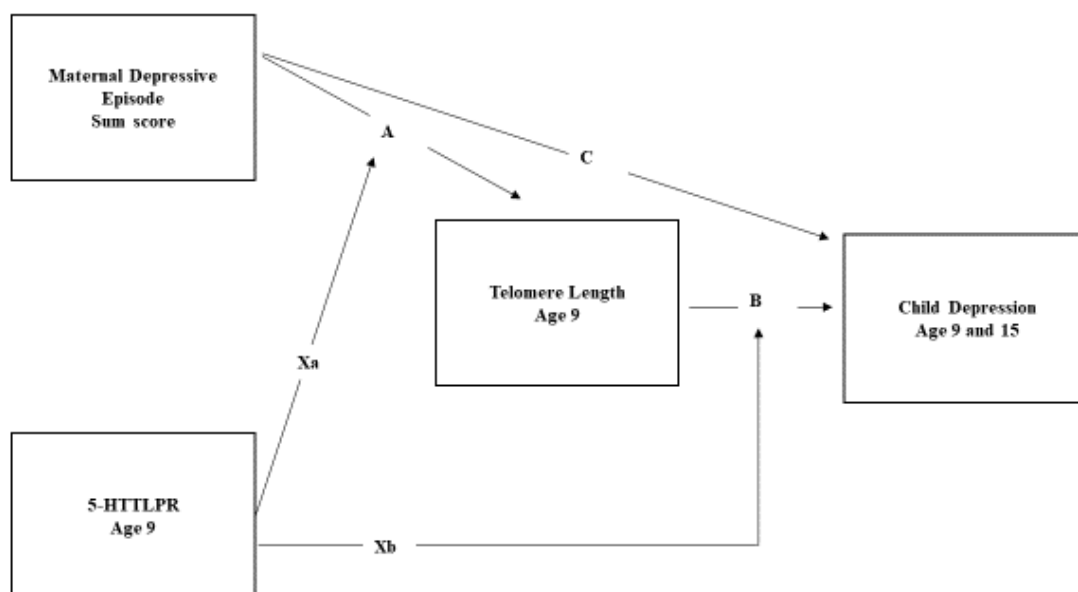 Maternal Depressive
Episode
Sum score
A
C
Telomere Length
Age 9
B
Child Depression
Age 9 and 15
Xa
5-HTTLPR
Age 9
Xb